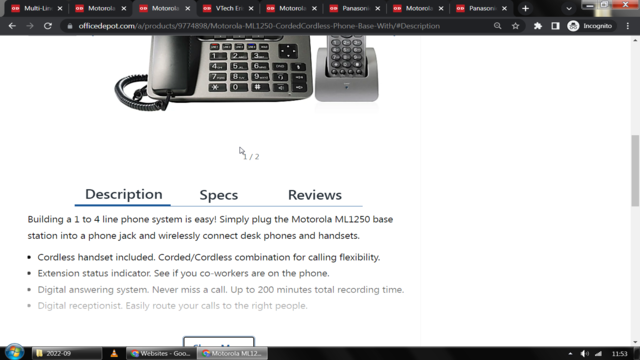 Multi-Lin
Motorola
Motorola
VTech Er
Motorola
Panason
Motorola
Panason
officedepot.com/a/products/9774898/Motorola-ML1250-CordedCordless-Phone-Base-With/#Description
Incognito
1 / 2
Description Specs Reviews
Building a 1 to 4 line phone system is easy! Simply plug the Motorola ML1250 base
station into a phone jack and wirelessly connect desk phones and handsets.
Cordless handset included. Corded/Cordless combination for calling flexibility.
Extension status indicator. See if you co-workers are on the phone.
Digital answering system. Never miss a call. Up to 200 minutes total recording time.
Digital receptionist. Easily route your calls to the right people.
2022-09
Websites - Goo...
Motorola ML12...
11:53